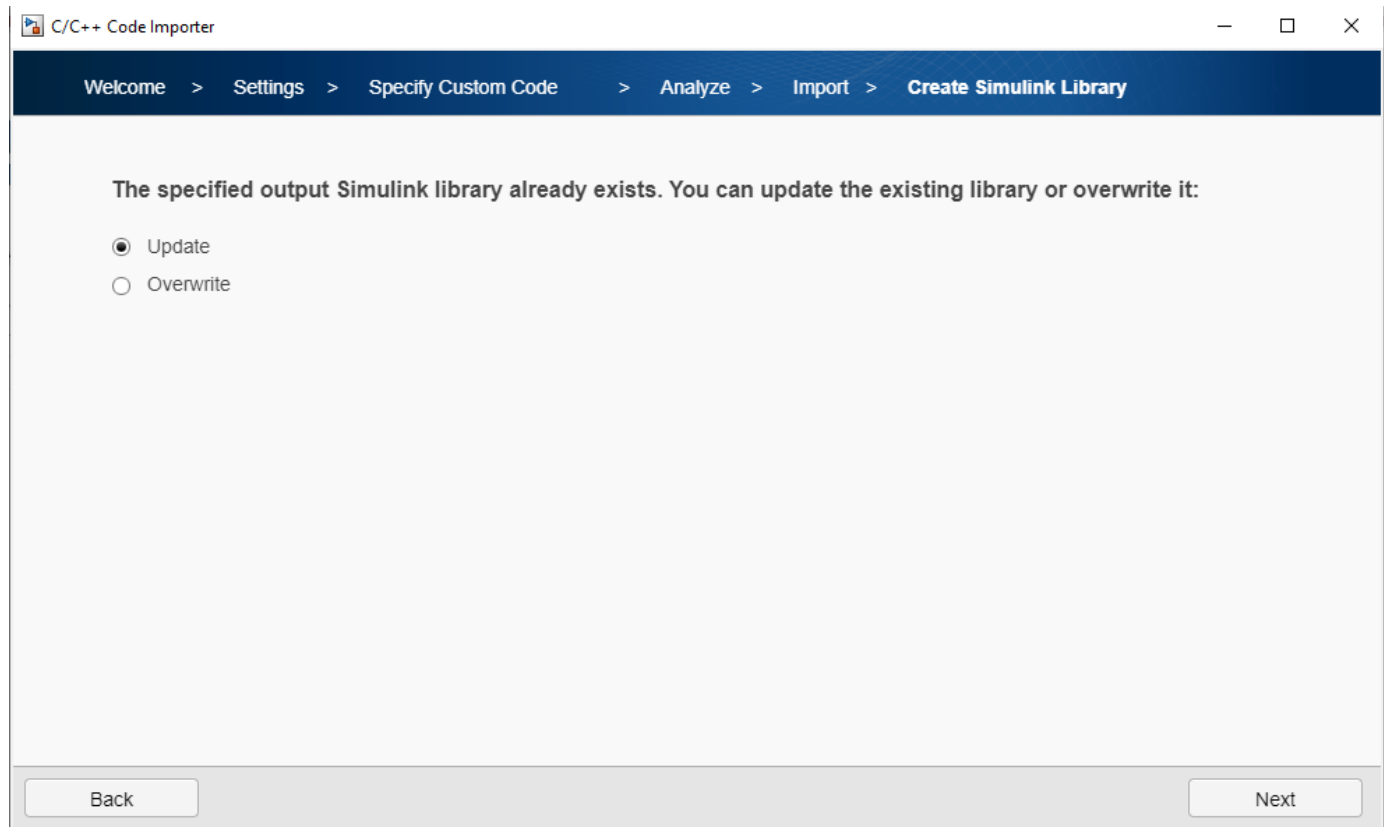 C/C++ Code Importer
Welcome > Settings > Specify Custom Code > Analyze > Import > Create Simulink Library
The specified output Simulink library already exists. You can update the existing library or overwrite it:
Update
Overwrite
Back Next